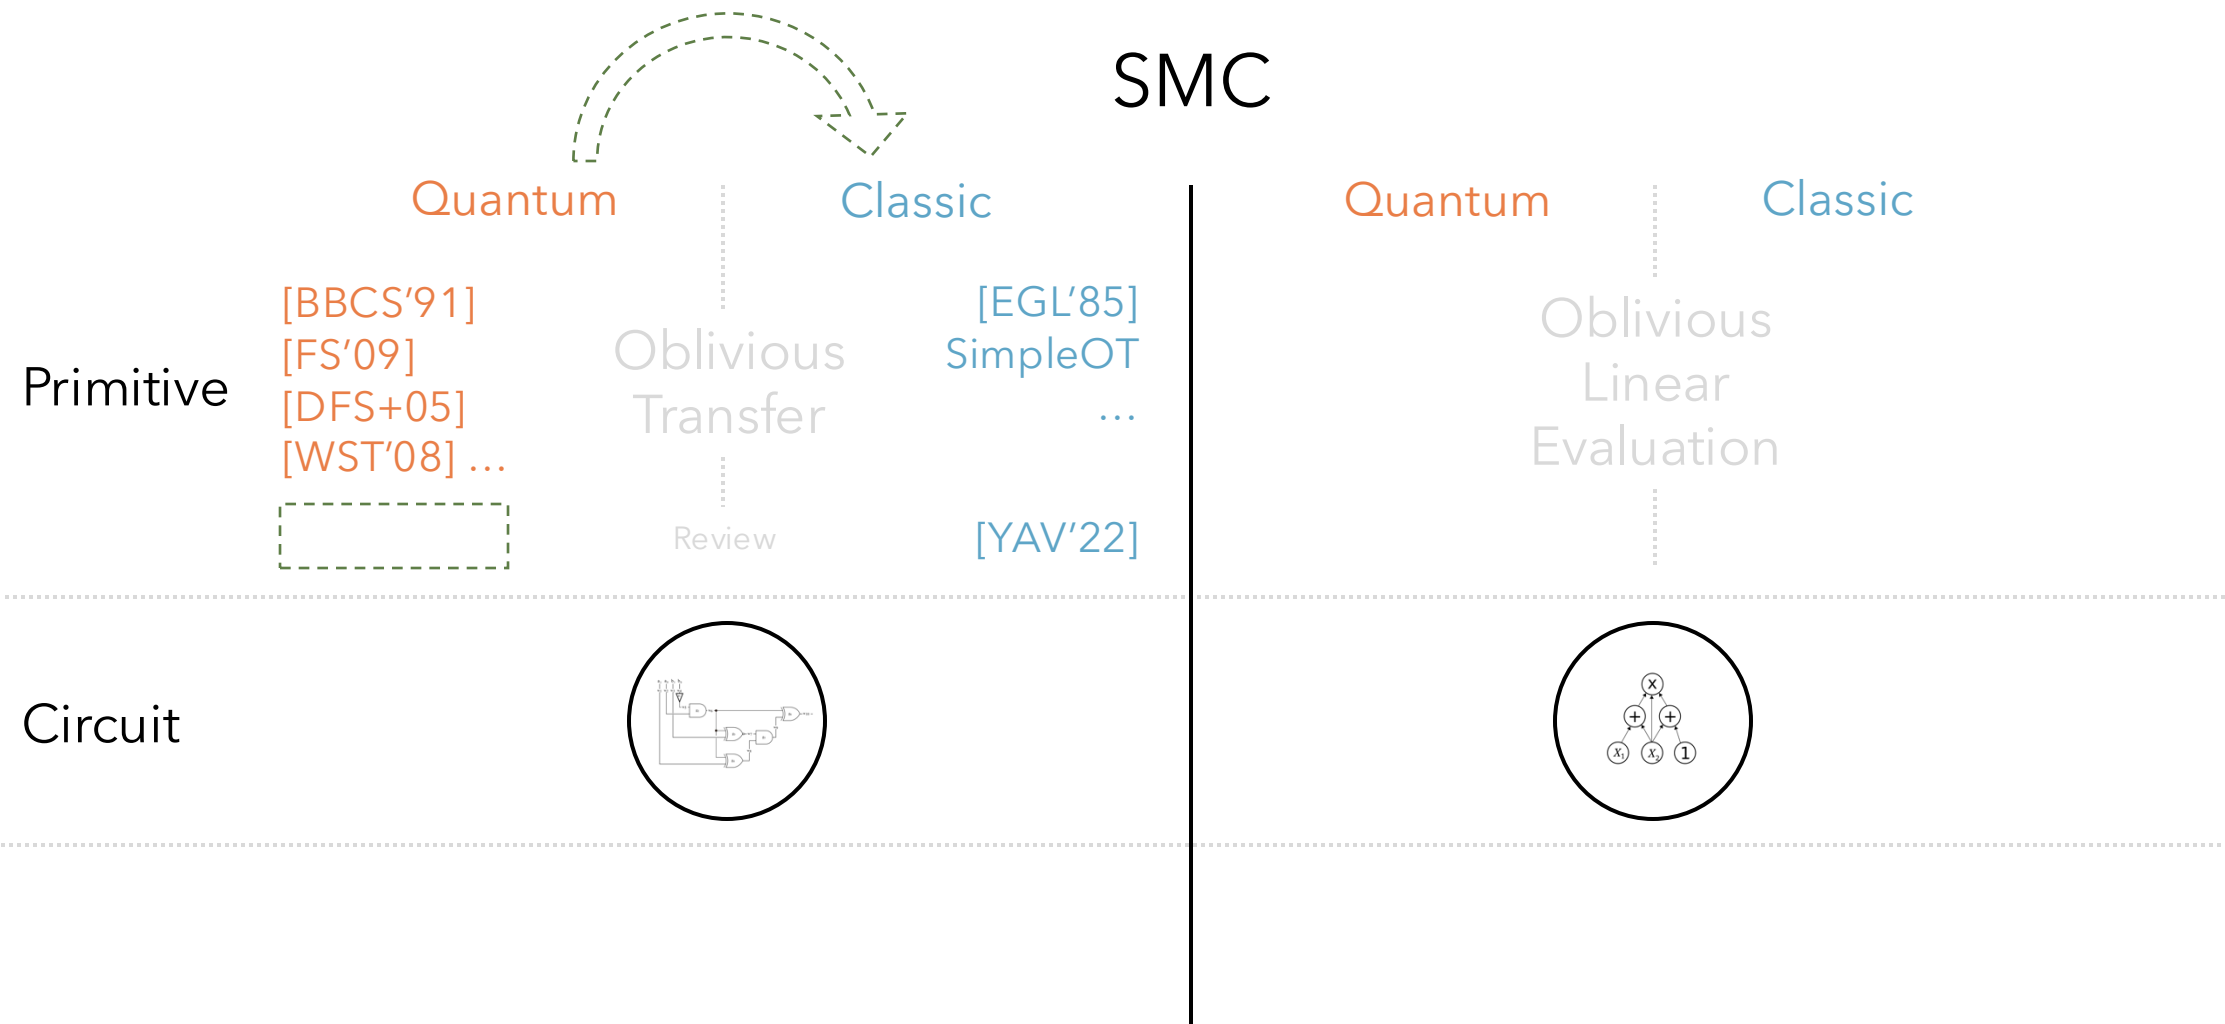 SMC
Quantum
Classic
Quantum
Classic
Primitive
[BBCS’91]
[FS’09]
[DFS+05]
[WST’08] ...
Oblivious
Transfer
Review
[EGL’85]
SimpleOT
...
[YAV’22]
Oblivious
Linear
Evaluation
Circuit
x
+ +
X₁ X₂ 1